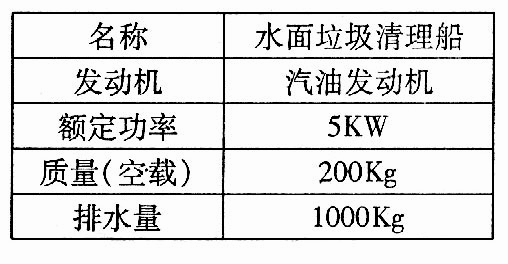 名称 水面垃圾清理船
发动机 汽油发动机
额定功率 5KW
质量(空载) 200Kg
排水量 1000Kg